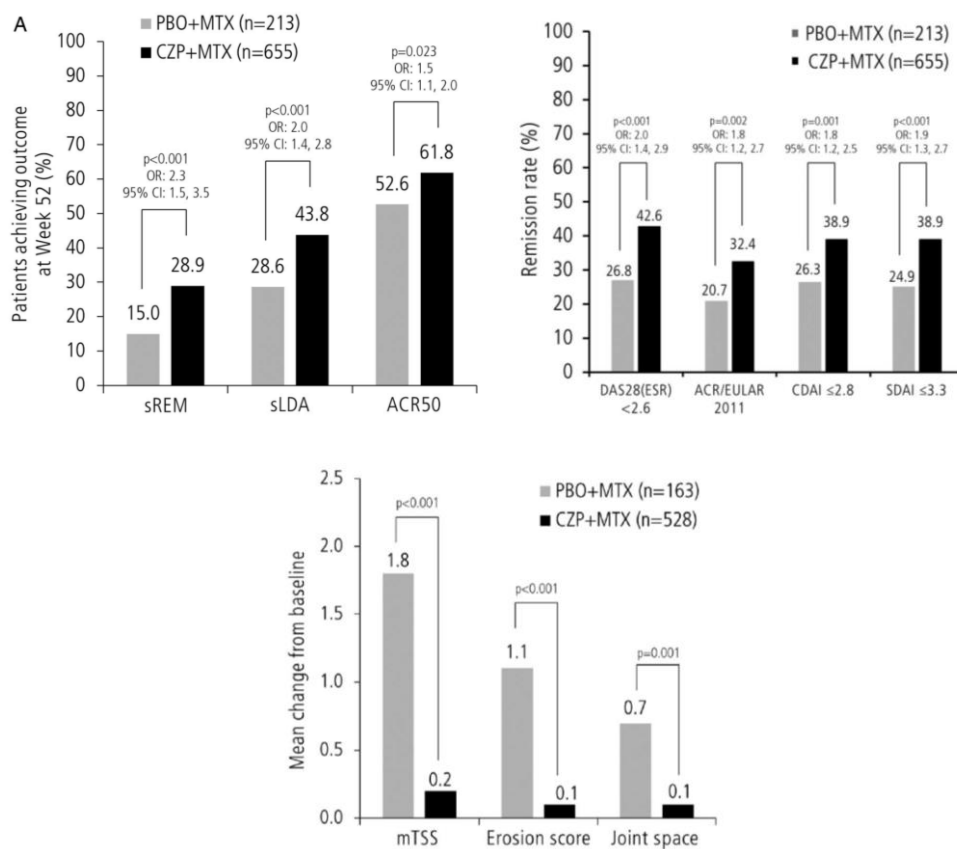 A
PBO+MTX (n=213)
CZP+MTX (n=655)
Patients achieving outcome
at Week 52 (%)
100
90
80
70
60
50
40
30
20
10
0
p<0.001
OR: 2.3
95% CI: 1.5, 3.5
15.0
28.9
p<0.001
OR: 2.0
95% CI: 1.4, 2.8
28.6
43.8
p=0.023
OR: 1.5
95% CI: 1.1, 2.0
52.6
61.8
sREM
sLDA
ACR50
PBO+MTX (n=213)
CZP+MTX (n=655)
Remission rate (%)
100
90
80
70
60
50
40
30
20
10
0
p<0.001
OR: 2.0
95% CI: 1.4, 2.9
26.8
42.6
p=0.002
OR: 1.8
95% CI: 1.2, 2.7
20.7
32.4
p=0.001
OR: 1.8
95% CI: 1.2, 2.5
26.3
38.9
p<0.001
OR: 1.9
95% CI: 1.3, 2.7
24.9
38.9
DAS28(ESR)
<2.6
ACR/EULAR
2011
CDAI ≤2.8
SDAI ≤3.3
PBO+MTX (n=163)
CZP+MTX (n=528)
Mean change from baseline
2.5
2.0
1.5
1.0
0.5
0.0
p<0.001
1.8
0.2
p<0.001
1.1
0.1
p=0.001
0.7
0.1
mTSS
Erosion score
Joint space